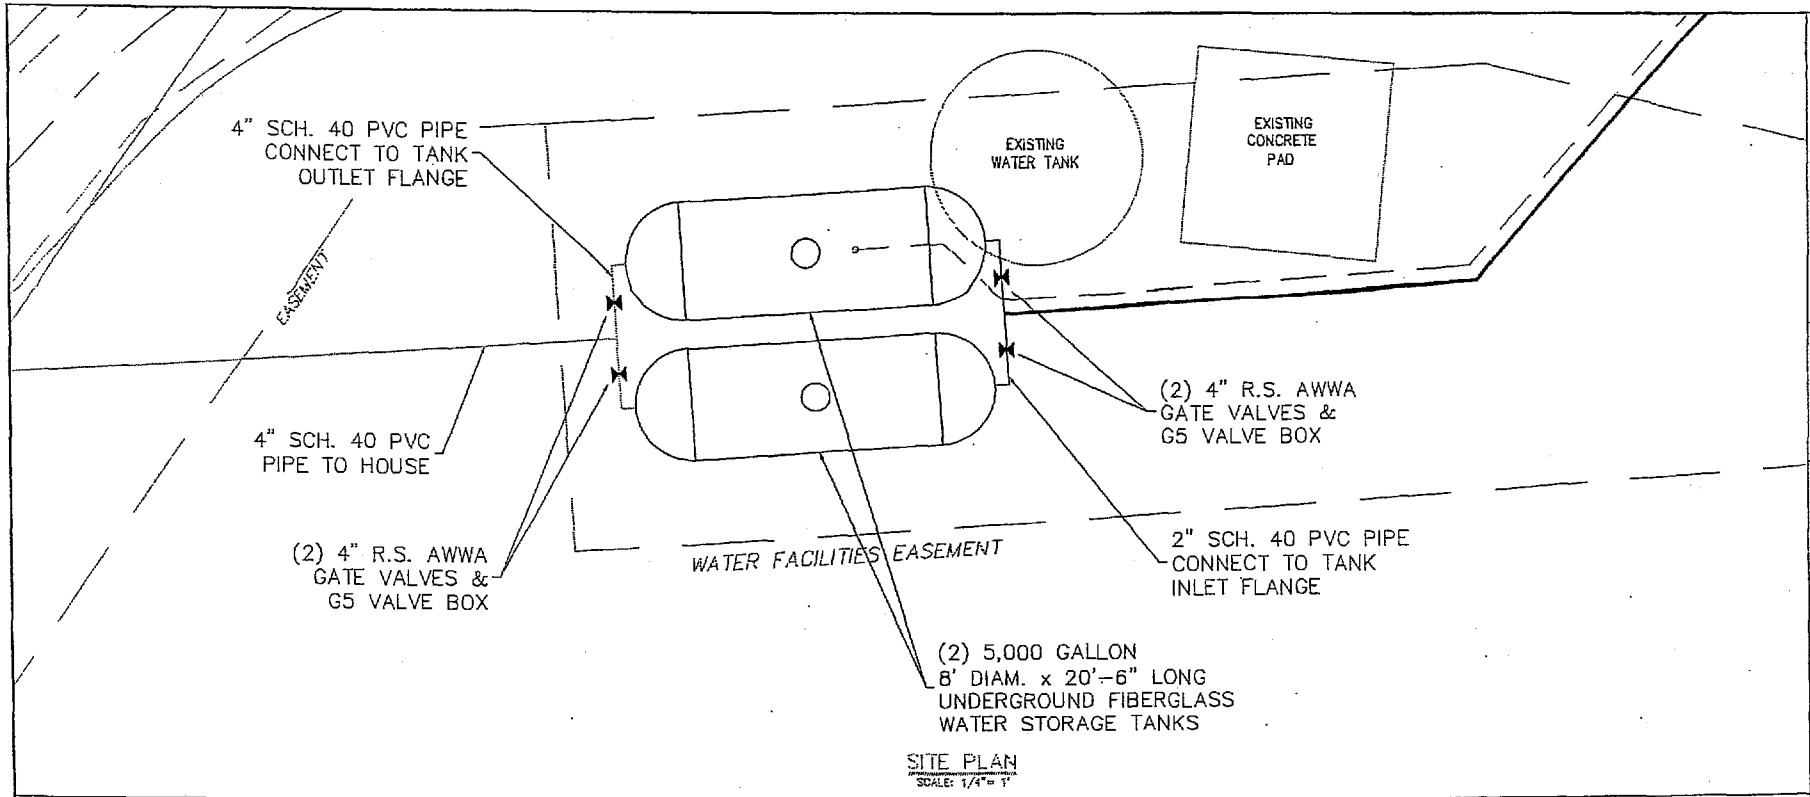 4" SCH. 40 PVC PIPE
CONNECT TO TANK
OUTLET FLANGE
EXISTING
WATER TANK
EXISTING
CONCRETE
PAD
EASEMENT
4" SCH. 40 PVC
PIPE TO HOUSE
(2) 4" R.S. AWWA
GATE VALVES &
G5 VALVE BOX
(2) 4" R.S. AWWA
GATE VALVES &
G5 VALVE BOX
WATER FACILITIES EASEMENT
2" SCH. 40 PVC PIPE
CONNECT TO TANK
INLET FLANGE
(2) 5,000 GALLON
8' DIAM. x 20'-6" LONG
UNDERGROUND FIBERGLASS
WATER STORAGE TANKS
SITE PLAN
SCALE: 1/4"= 1'